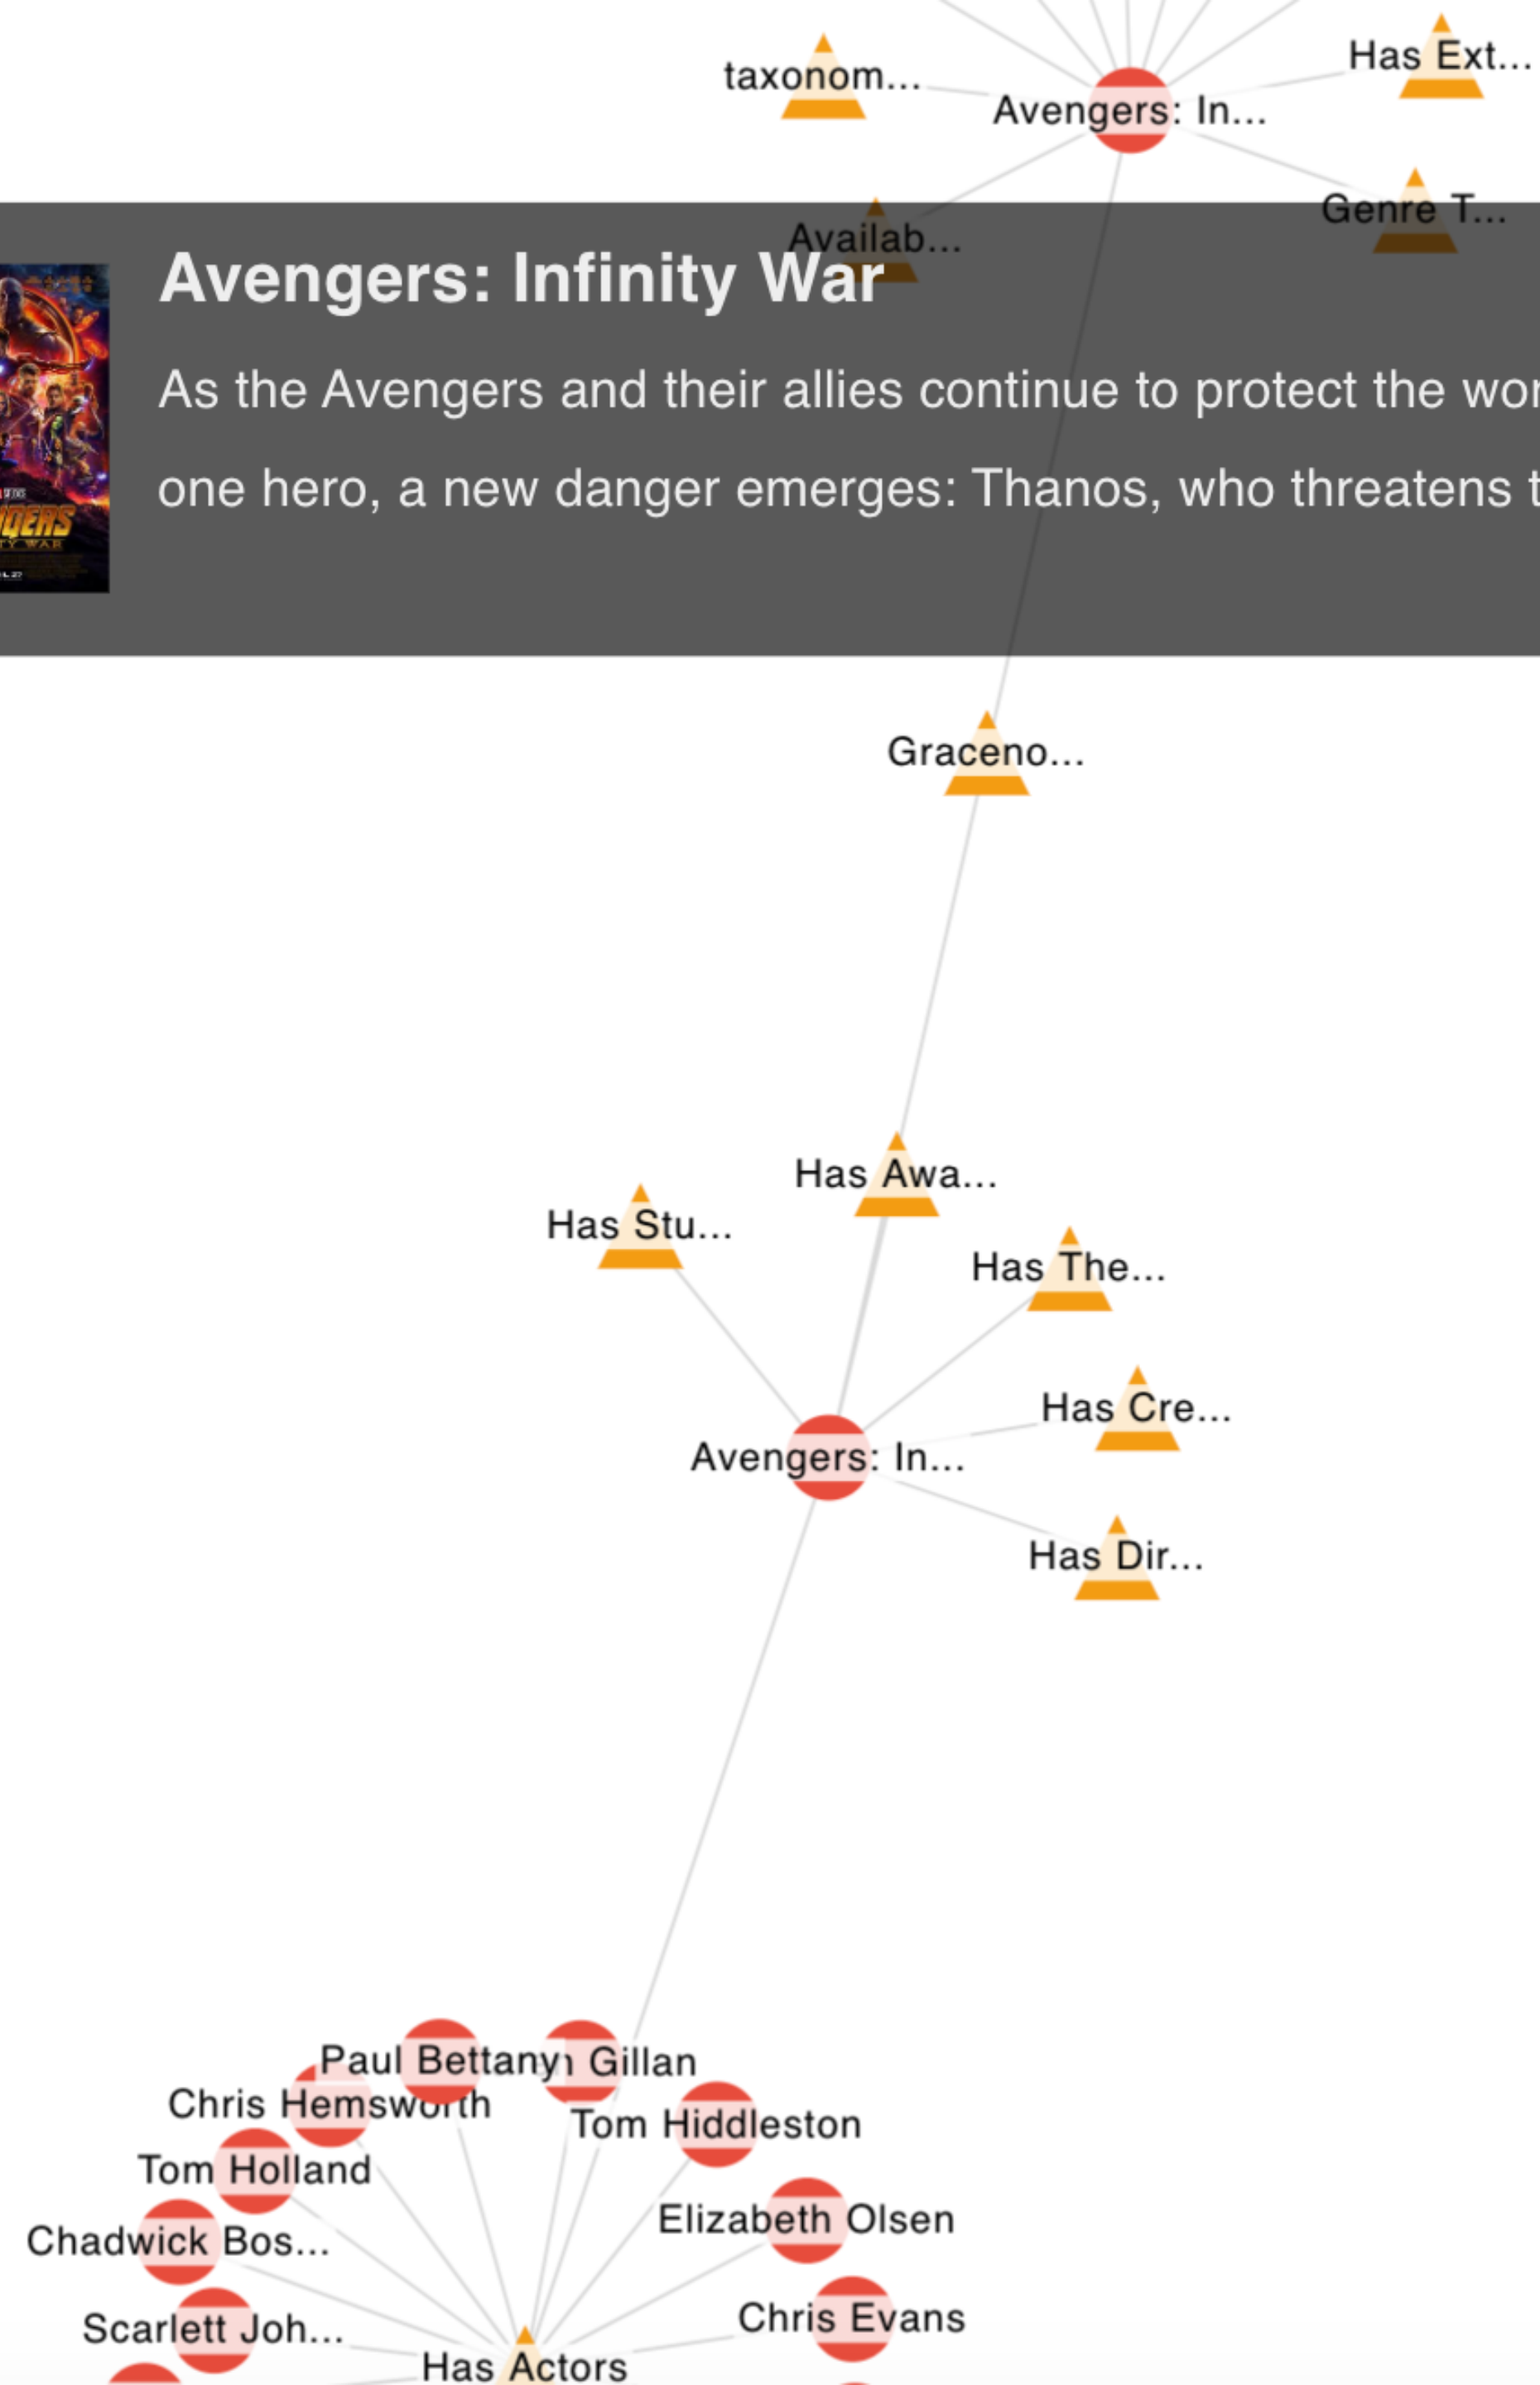 taxonom...
Has Ext...
Avengers: In...
Genre T...
Availab...
Avengers: Infinity War
As the Avengers and their allies continue to protect the wor
one hero, a new danger emerges: Thanos, who threatens t
Graceno...
Has Awa...
Has Stu...
Has The...
Has Cre...
Avengers: In...
Has Dir...
Paul Bettany
Gillan
Chris Hemsworth
Tom Hiddleston
Tom Holland
Elizabeth Olsen
Chadwick Bos...
Chris Evans
Scarlett Joh...
Has Actors